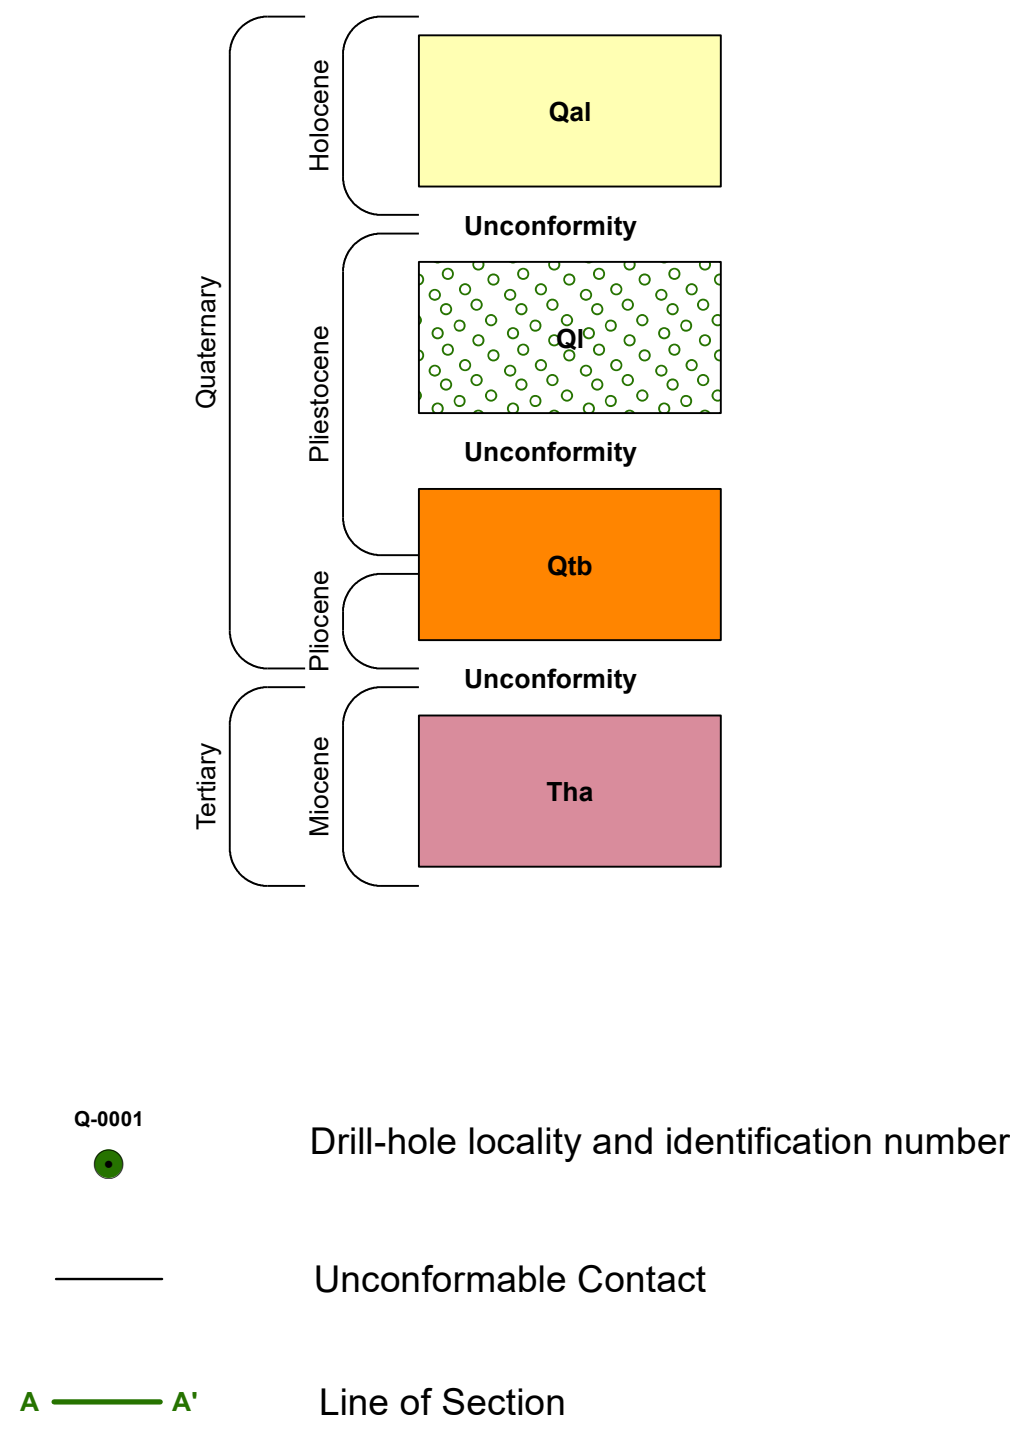 Quaternary
Holocene
Qal
Unconformity
Pliestocene
Ql
Unconformity
Qtb
Pliocene
Unconformity
Tertiary
Miocene
Tha
Q-0001
Drill-hole locality and identification number
Unconformable Contact
A A' Line of Section